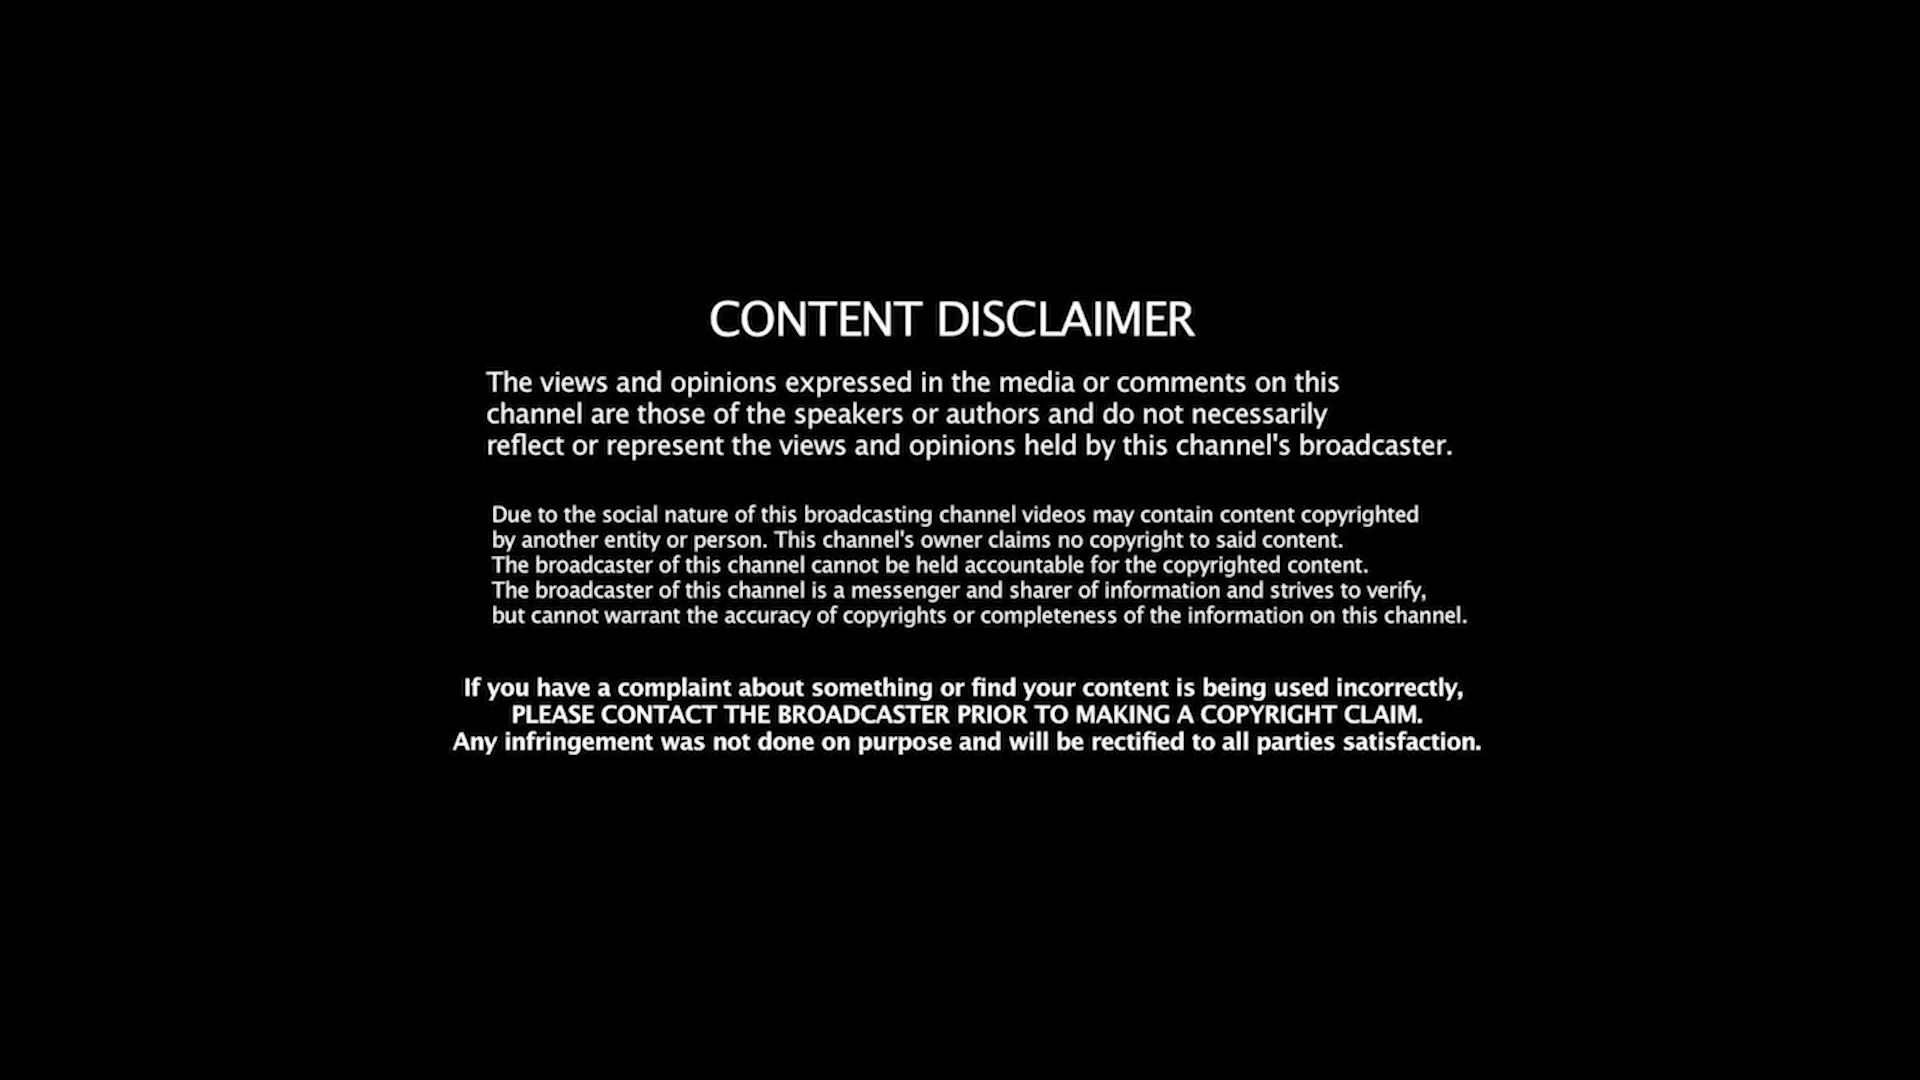 CONTENT DISCLAIMER
The views and opinions expressed in the media or comments on this
channel are those of the speakers or authors and do not necessarily
reflect or represent the views and opinions held by this channel's broadcaster.
Due to the social nature of this broadcasting channel videos may contain content copyrighted
by another entity or person. This channel's owner claims no copyright to said content.
The broadcaster of this channel cannot be held accountable for the copyrighted content.
The broadcaster of this channel is a messenger and sharer of information and strives to verify,
but cannot warrant the accuracy of copyrights or completeness of the information on this channel.
If you have a complaint about something or find your content is being used incorrectly,
PLEASE CONTACT THE BROADCASTER PRIOR TO MAKING A COPYRIGHT CLAIM.
Any infringement was not done on purpose and will be rectified to all parties satisfaction.